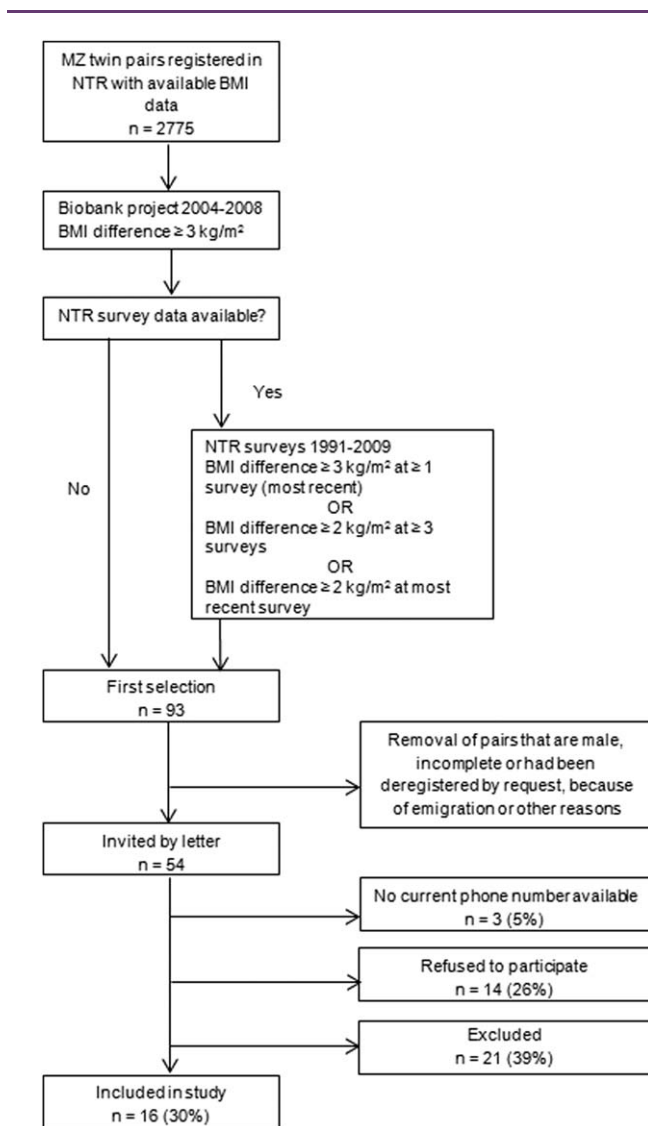 MZ twin pairs registered in
NTR with available BMI
data
n = 2775
Biobank project 2004-2008
BMI difference ≥ 3 kg/m²
NTR survey data available?
Yes
No
NTR surveys 1991-2009
BMI difference ≥ 3 kg/m² at ≥ 1
survey (most recent)
OR
BMI difference ≥ 2 kg/m² at ≥ 3
surveys
OR
BMI difference ≥ 2 kg/m² at most
recent survey
First selection
n = 93
Removal of pairs that are male,
incomplete or had been
deregistered by request, because
of emigration or other reasons
Invited by letter
n = 54
No current phone number available
n = 3 (5%)
Refused to participate
n = 14 (26%)
Excluded
n = 21 (39%)
Included in study
n = 16 (30%)